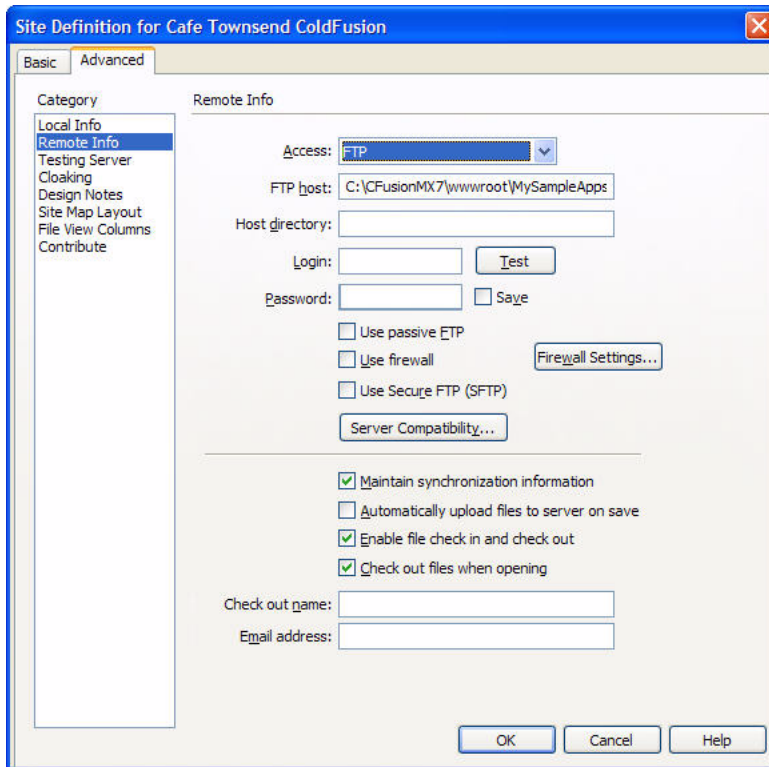 Site Definition for Cafe Townsend ColdFusion
Basic Advanced
Category
Local Info
Remote Info
Testing Server
Cloaking
Design Notes
Site Map Layout
File View Columns
Contribute
Remote Info
Access: FTP
FTP host: C:\CFusionMX7\wwwroot\MySampleApps
Host directory:
Login: Test
Password: Save
Use passive FTP
Use firewall Firewall Settings...
Use Secure FTP (SFTP)
Server Compatibility...
Maintain synchronization information
Automatically upload files to server on save
Enable file check in and check out
Check out files when opening
Check out name:
Email address:
OK Cancel Help